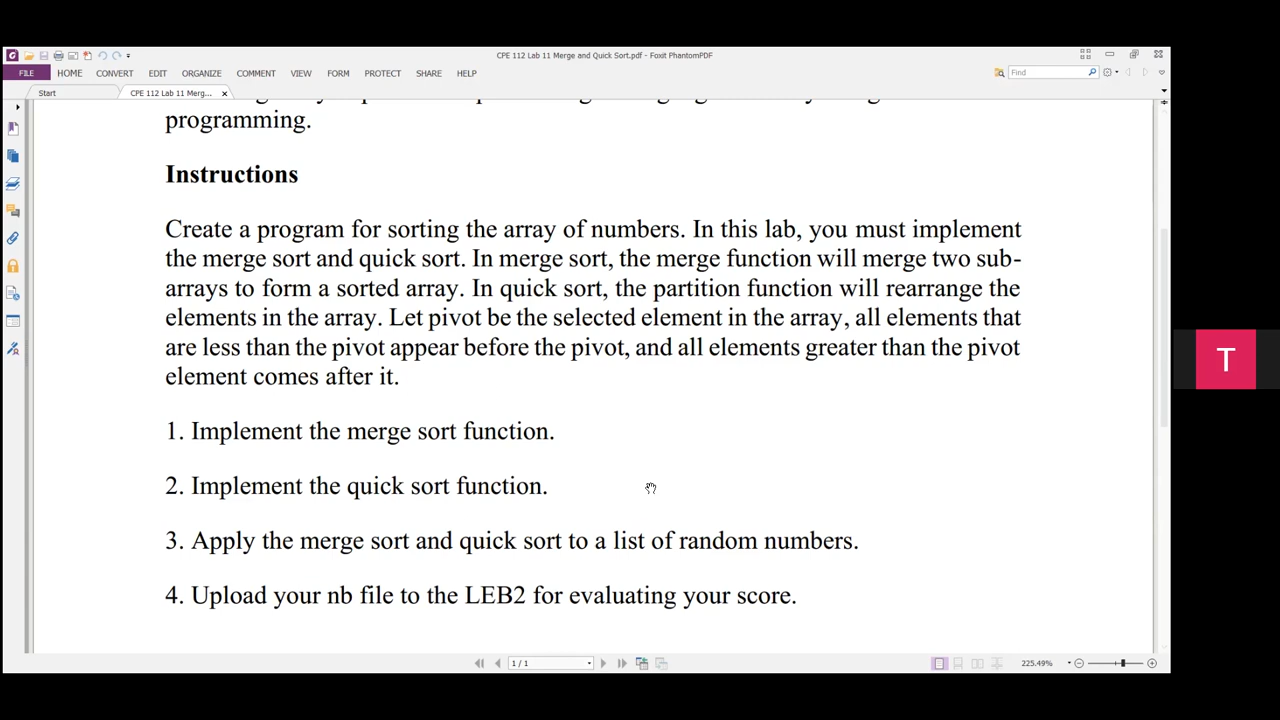 CPE 112 Lab 11 Merge and Quick Sort.pdf - Foxit PhantomPDF
FILE HOME CONVERT EDIT ORGANIZE COMMENT VIEW FORM PROTECT SHARE HELP Find
Start CPE 112 Lab 11 Merg...
programming.
Instructions
Create a program for sorting the array of numbers. In this lab, you must implement
the merge sort and quick sort. In merge sort, the merge function will merge two sub-
arrays to form a sorted array. In quick sort, the partition function will rearrange the
elements in the array. Let pivot be the selected element in the array, all elements that
are less than the pivot appear before the pivot, and all elements greater than the pivot
element comes after it.
T
1. Implement the merge sort function.
2. Implement the quick sort function.
3. Apply the merge sort and quick sort to a list of random numbers.
4. Upload your nb file to the LEB2 for evaluating your score.
1 / 1 225.49%